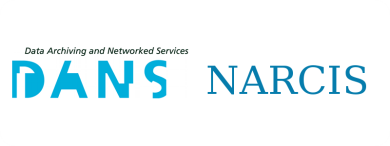 Data Archiving and Networked Services
DANS NARCIS